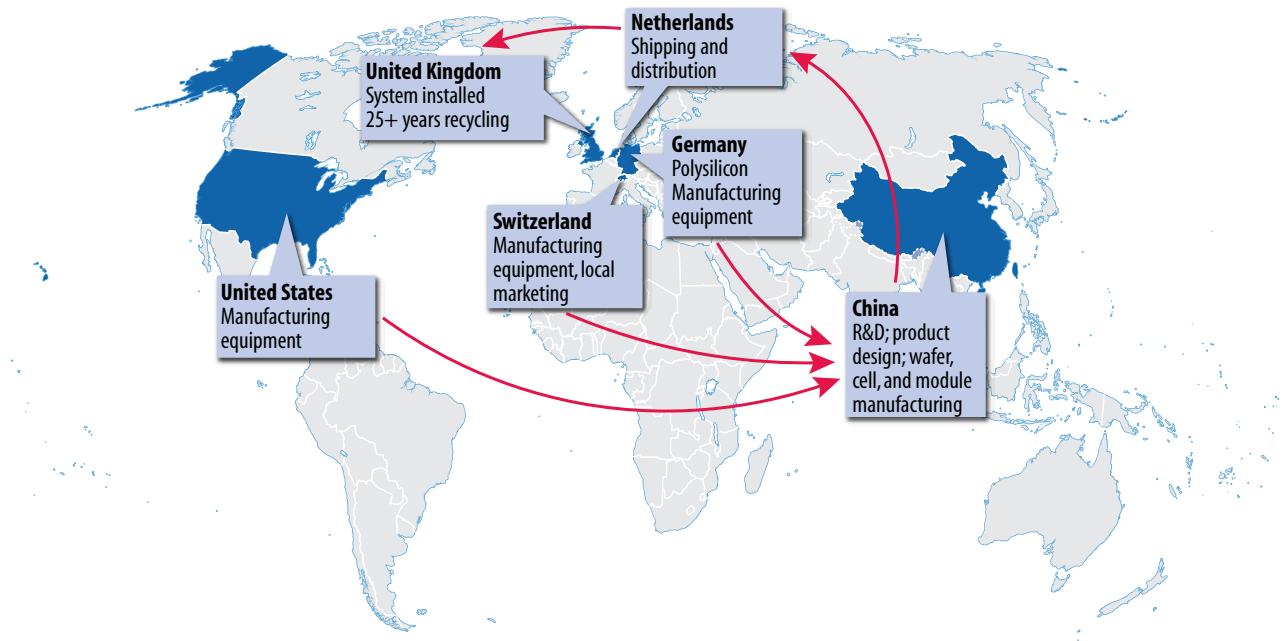 Netherlands
Shipping and
distribution
United Kingdom
System installed
25+ years recycling
Germany
Polysilicon
Manufacturing
equipment
Switzerland
Manufacturing
equipment, local
marketing
United States
Manufacturing
equipment
China
R&D; product
design; wafer,
cell, and module
manufacturing